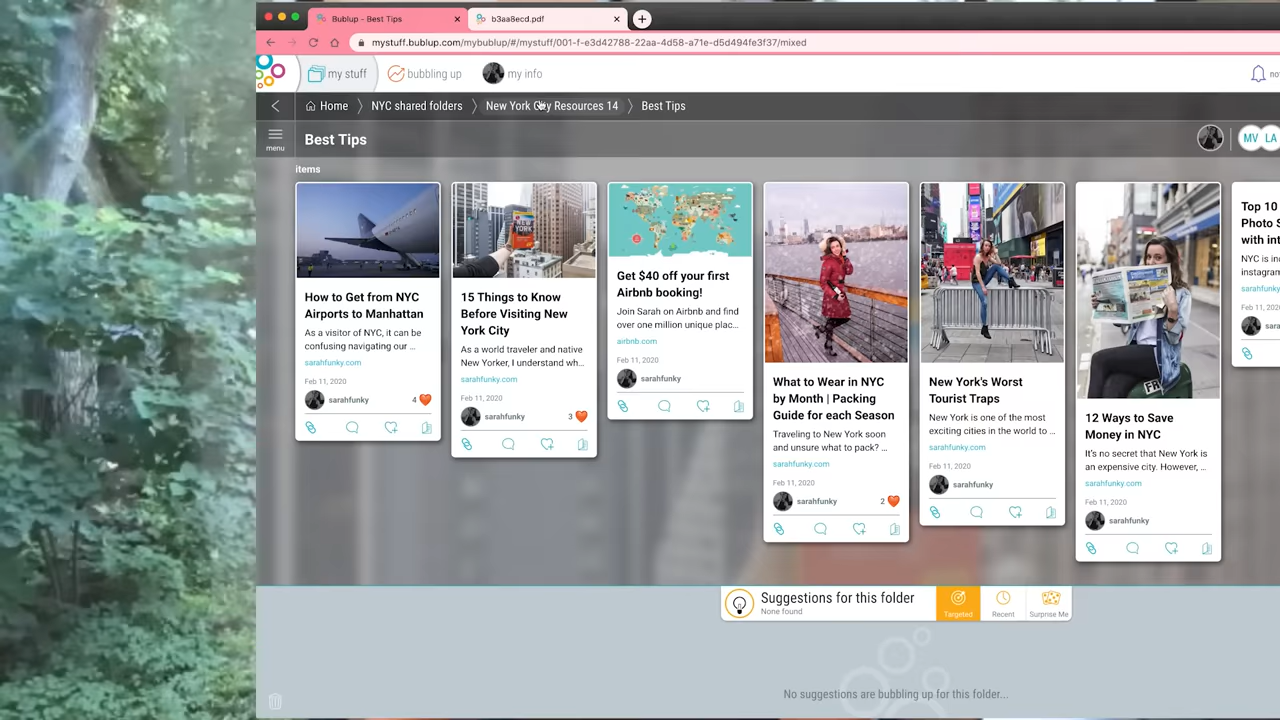 Bublup - Best Tips
b3aa8ecd.pdf
mystuff.bublup.com/mybublup/#/mystuff/001-f-e3d42788-22aa-4d58-a71e-d5d494fe3f37/mixed
my stuff
bubbling up
my info
Home
NYC shared folders
New York City Resources 14
Best Tips
menu
Best Tips
MV
LA
items
How to Get from NYC
Airports to Manhattan
As a visitor of NYC, it can be
confusing navigating our ...
sarahfunky.com
Feb 11, 2020
sarahfunky
4
NEW
YORK
15 Things to Know
Before Visiting New
York City
As a world traveler and native
New Yorker, I understand wh...
sarahfunky.com
Feb 11, 2020
sarahfunky
3
Get $40 off your first
Airbnb booking!
Join Sarah on Airbnb and find
over one million unique plac...
airbnb.com
Feb 11, 2020
sarahfunky
What to Wear in NYC
by Month | Packing
Guide for each Season
Traveling to New York soon
and unsure what to pack? ...
sarahfunky.com
Feb 11, 2020
sarahfunky
2
New York's Worst
Tourist Traps
New York is one of the most
exciting cities in the world to ...
sarahfunky.com
Feb 11, 2020
sarahfunky
12 Ways to Save
Money in NYC
It's no secret that New York is
an expensive city. However, ...
sarahfunky.com
Feb 11, 2020
sarahfunky
Top 10
Photo S
with int
NYC is in
instagram
sarahfunky
Feb 11, 20
sara
Suggestions for this folder
None found
Targeted
Recent
Surprise Me
No suggestions are bubbling up for this folder...